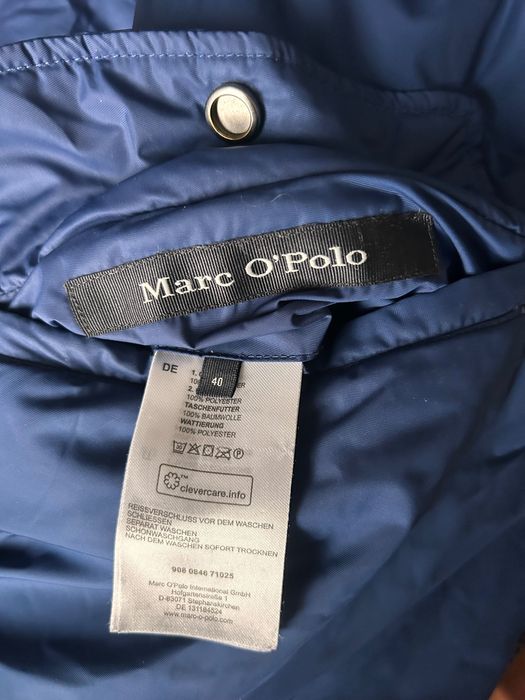 Marc O'Polo
40
DE
1.
2.
100% POLYESTER
TASCHENFUTTER
100% BAUMWOLLE
WATTIERUNG
100% POLYESTER
™
clevercare.info
REISSVERSCHLUSS VOR DEM WASCHEN
SCHLIESSEN
SEPARAT WASCHEN
SCHONWASCHGANG
NACH DEM WASCHEN SOFORT TROCKNEN
908 0846 71025
Marc O'Polo International GmbH
Hofgartenstraße 1
D-83071 Stephanskirchen
DE 131184524
www.marc-o-polo.com